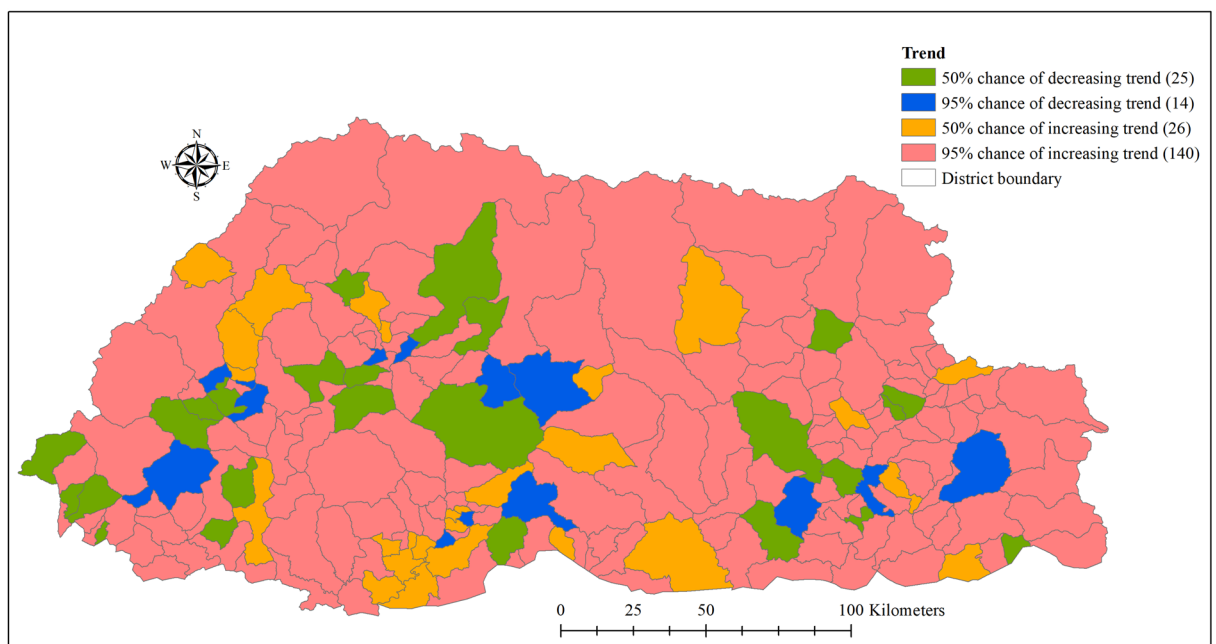 Trend
50% chance of decreasing trend (25)
95% chance of decreasing trend (14)
50% chance of increasing trend (26)
95% chance of increasing trend (140)
District boundary
N
W E
S
0 25 50 100 Kilometers